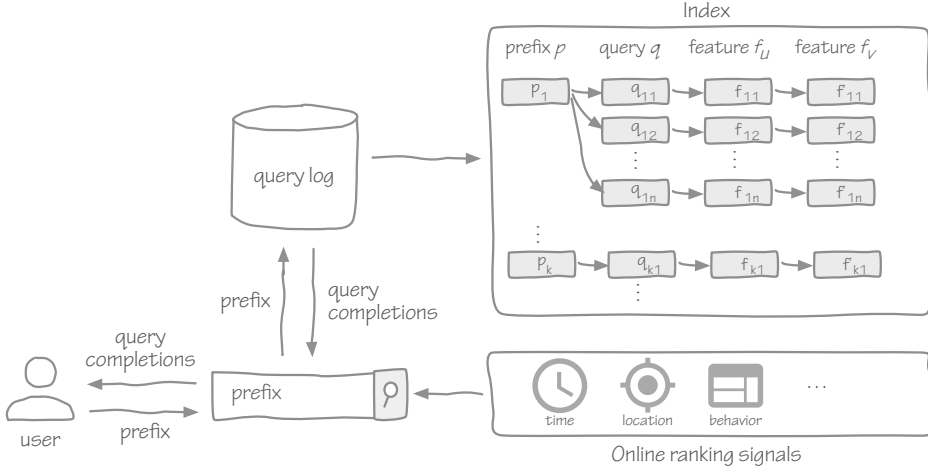 Index
prefix p query q feature f_u feature f_v
p_1 q_11 f_11 f'_11
q_12 f_12 f'_12
⋮ ⋮ ⋮
q_1n f_1n f'_1n
⋮
p_k q_k1 f_k1 f'_k1
⋮
query log
prefix
query
completions
query
completions
prefix
user
prefix
time location behavior ...
Online ranking signals